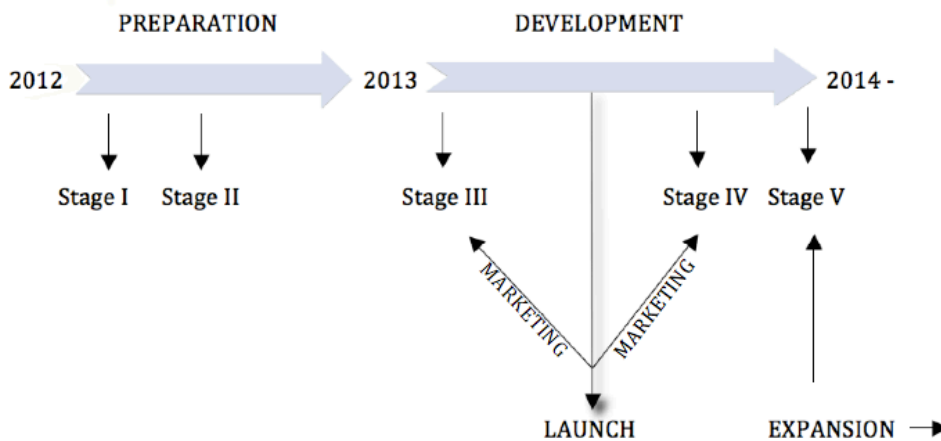 PREPARATION
DEVELOPMENT
2012
2013
2014 -
Stage I
Stage II
Stage III
Stage IV
Stage V
MARKETING
MARKETING
LAUNCH
EXPANSION